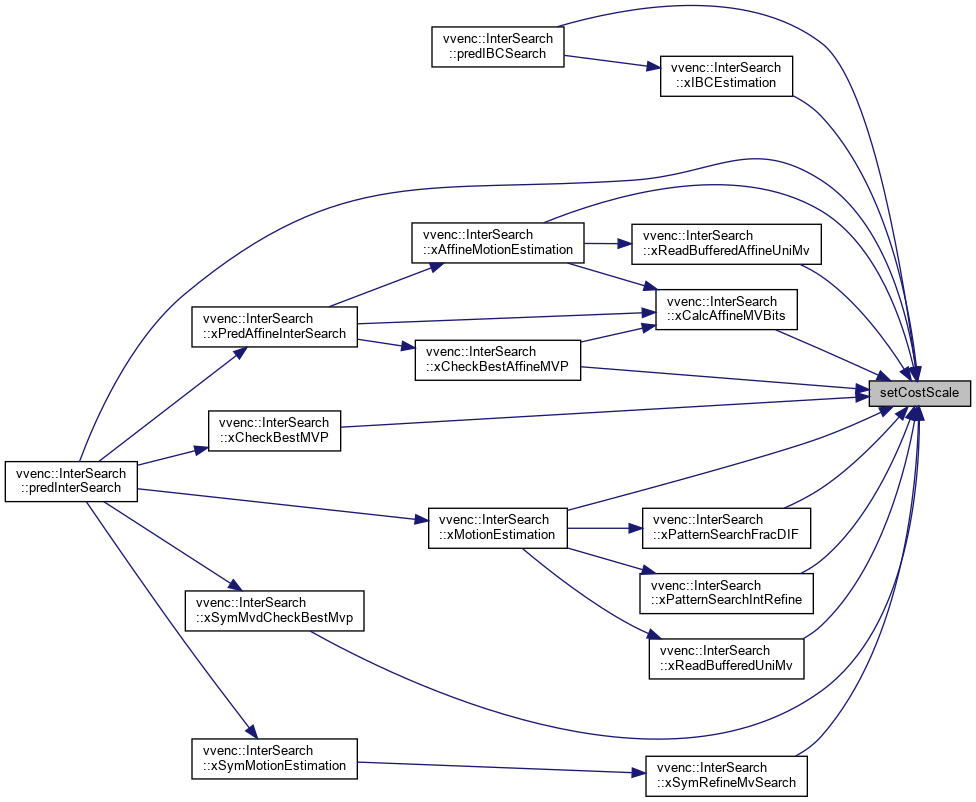 vvenc::InterSearch
::predIBCSearch
vvenc::InterSearch
::xIBCEstimation
vvenc::InterSearch
::xAffineMotionEstimation
vvenc::InterSearch
::xReadBufferedAffineUniMv
vvenc::InterSearch
::xCalcAffineMVBits
vvenc::InterSearch
::xPredAffineInterSearch
vvenc::InterSearch
::xCheckBestAffineMVP
setCostScale
vvenc::InterSearch
::xCheckBestMVP
vvenc::InterSearch
::predInterSearch
vvenc::InterSearch
::xMotionEstimation
vvenc::InterSearch
::xPatternSearchFracDIF
vvenc::InterSearch
::xPatternSearchIntRefine
vvenc::InterSearch
::xSymMvdCheckBestMvp
vvenc::InterSearch
::xReadBufferedUniMv
vvenc::InterSearch
::xSymMotionEstimation
vvenc::InterSearch
::xSymRefineMvSearch